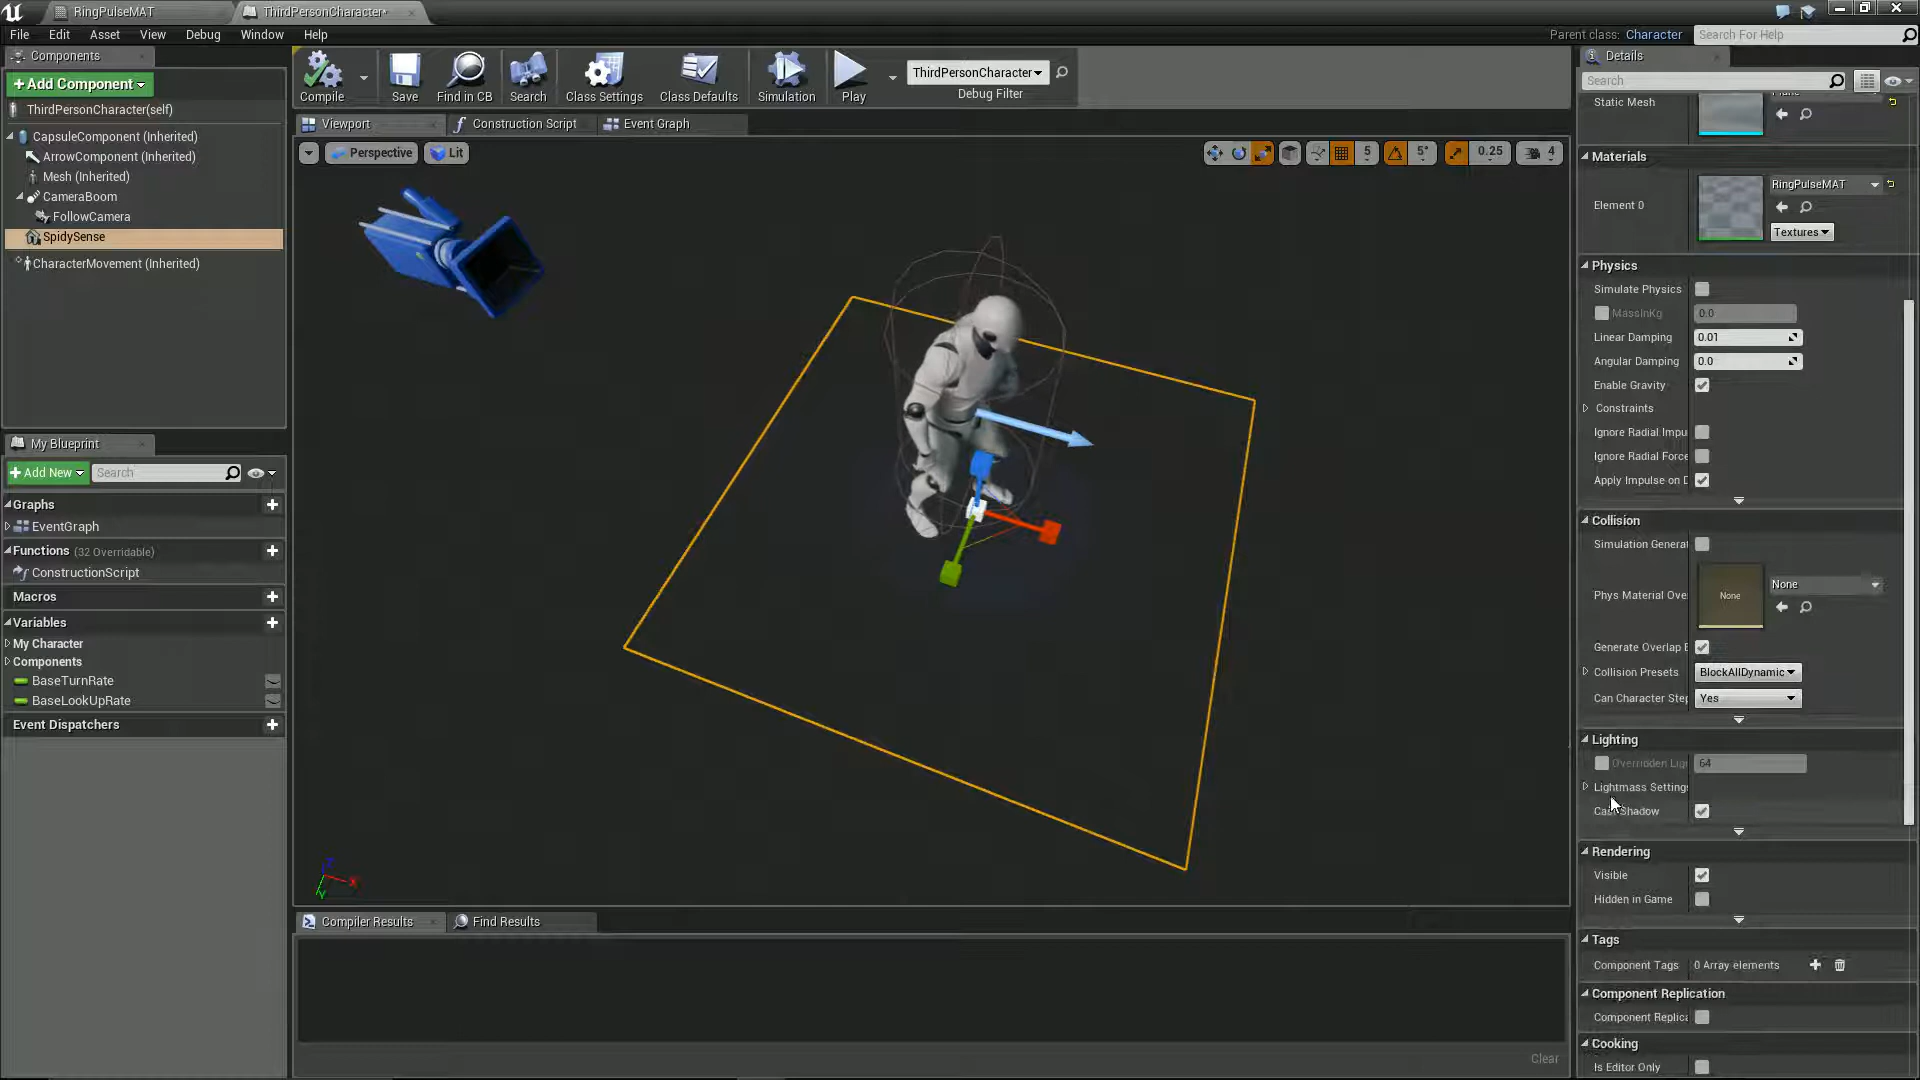 RingPulseMAT
ThirdPersonCharacter*
File Edit Asset View Debug Window Help
Parent class: Character
Search For Help
Components
+Add Component
ThirdPersonCharacter(self)
CapsuleComponent (Inherited)
ArrowComponent (Inherited)
Mesh (Inherited)
CameraBoom
FollowCamera
SpidySense
CharacterMovement (Inherited)
My Blueprint
+Add New
Search
Graphs
EventGraph
Functions (32 Overridable)
ConstructionScript
Macros
Variables
My Character
Components
BaseTurnRate
BaseLookUpRate
Event Dispatchers
Compile
Save
Find in CB
Search
Class Settings
Class Defaults
Simulation
Play
ThirdPersonCharacter
Debug Filter
Viewport
Construction Script
Event Graph
Perspective
Lit
5
5°
0.25
4
Z
X
Y
Compiler Results
Find Results
Clear
Details
Search
Static Mesh
Materials
Element 0
RingPulseMAT
Textures
Physics
Simulate Physics
MassInKg 0.0
Linear Damping 0.01
Angular Damping 0.0
Enable Gravity
Constraints
Ignore Radial Impu
Ignore Radial Force
Apply Impulse on D
Collision
Simulation Generat
Phys Material Over
None
None
Generate Overlap E
Collision Presets BlockAllDynamic
Can Character Step Yes
Lighting
Overridden Lig 64
Lightmass Settings
Cast Shadow
Rendering
Visible
Hidden in Game
Tags
Component Tags 0 Array elements
Component Replication
Component Replica
Cooking
Is Editor Only